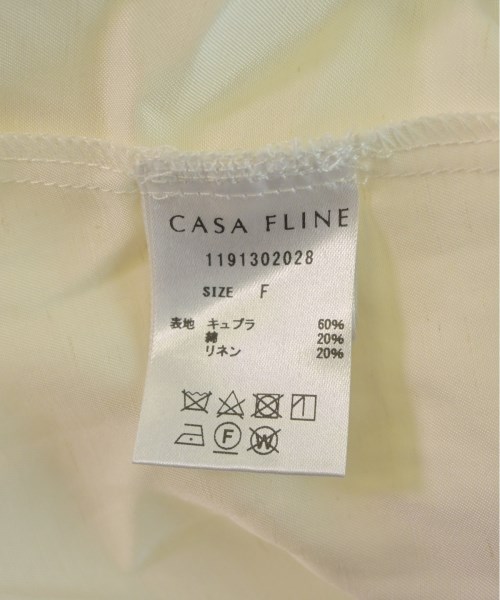 CASA FLINE
1191302028
SIZE F
表地 キュプラ 60%
綿 20%
リネン 20%
F W